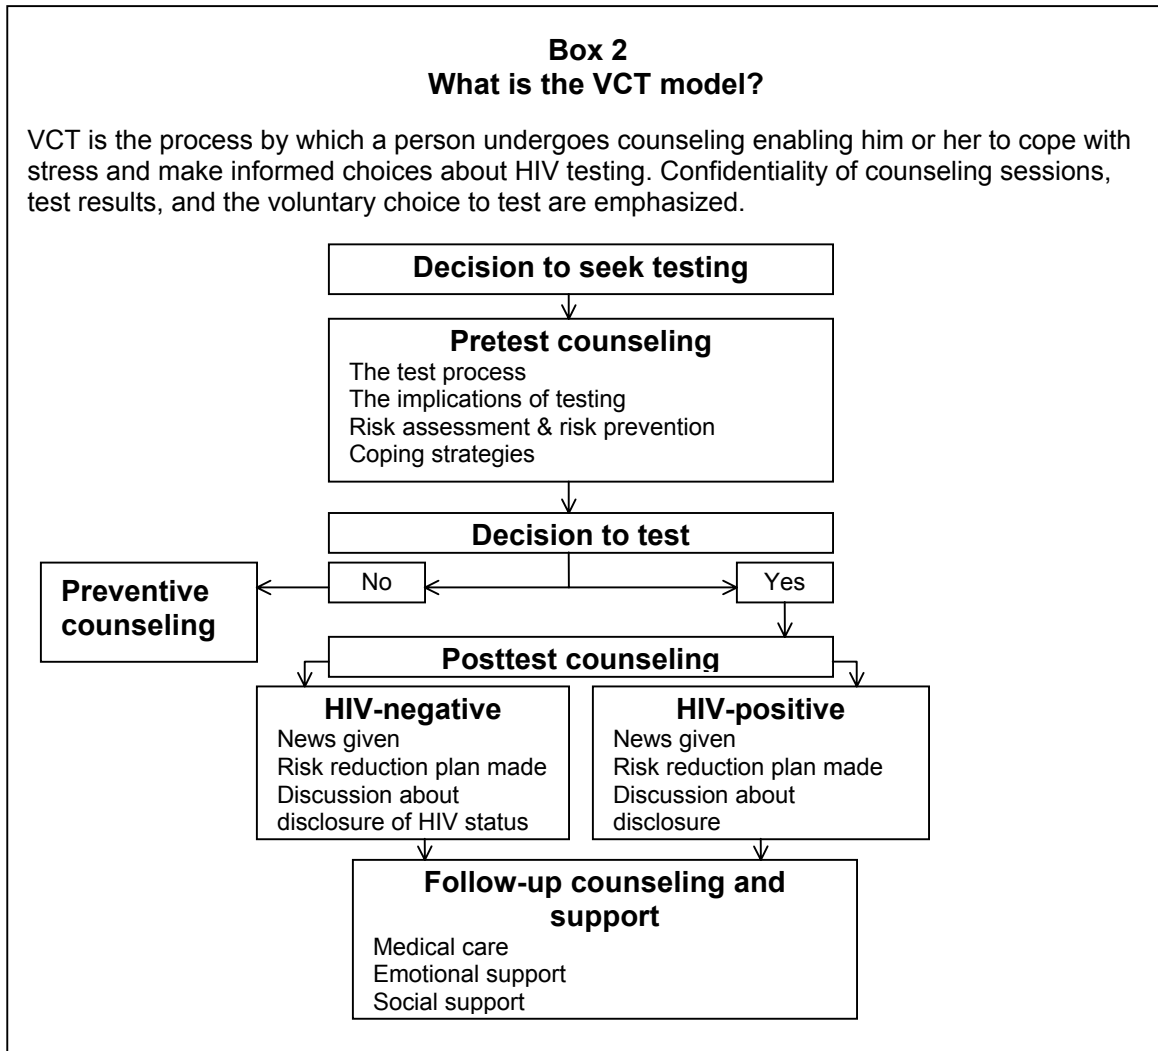 Box 2
What is the VCT model?
VCT is the process by which a person undergoes counseling enabling him or her to cope with
stress and make informed choices about HIV testing. Confidentiality of counseling sessions,
test results, and the voluntary choice to test are emphasized.
Decision to seek testing
Pretest counseling
The test process
The implications of testing
Risk assessment & risk prevention
Coping strategies
Decision to test
No
Yes
Preventive
counseling
Posttest counseling
HIV-negative
News given
Risk reduction plan made
Discussion about
disclosure of HIV status
HIV-positive
News given
Risk reduction plan made
Discussion about
disclosure
Follow-up counseling and
support
Medical care
Emotional support
Social support